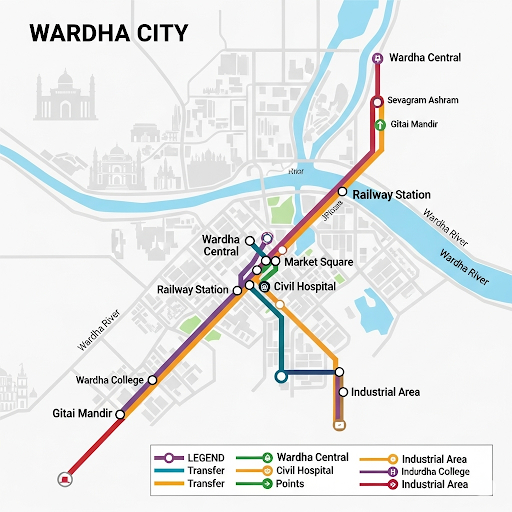 WARDHA CITY
Wardha Central
Sevagram Ashram
Gitai Mandir
Railway Station
Wardha River
Wardha River
Wardha
Central
Market Square
Railway Station
Civil Hospital
Wardha River
Wardha College
Gitai Mandir
Industrial Area
LEGEND
Transfer
Transfer
Wardha Central
Civil Hospital
Points
Industrial Area
Indurdha College
Industrial Area